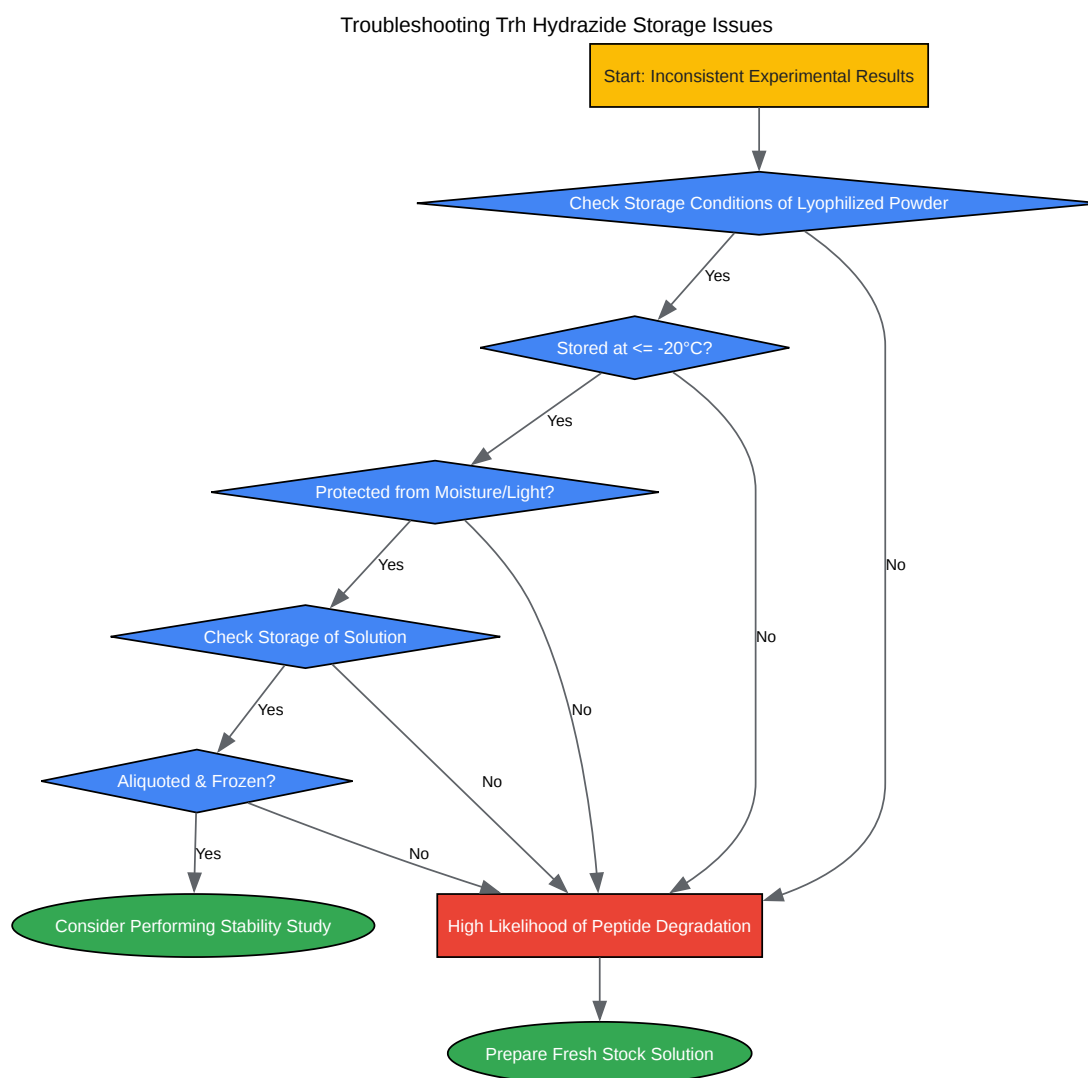 Troubleshooting Trh Hydrazide Storage Issues
Start: Inconsistent Experimental Results
Check Storage Conditions of Lyophilized Powder
Yes
Stored at <= -20°C?
Yes
Protected from Moisture/Light?
Yes
No
Check Storage of Solution
No
Yes
No
Aliquoted & Frozen?
No
Yes
No
Consider Performing Stability Study
High Likelihood of Peptide Degradation
Prepare Fresh Stock Solution